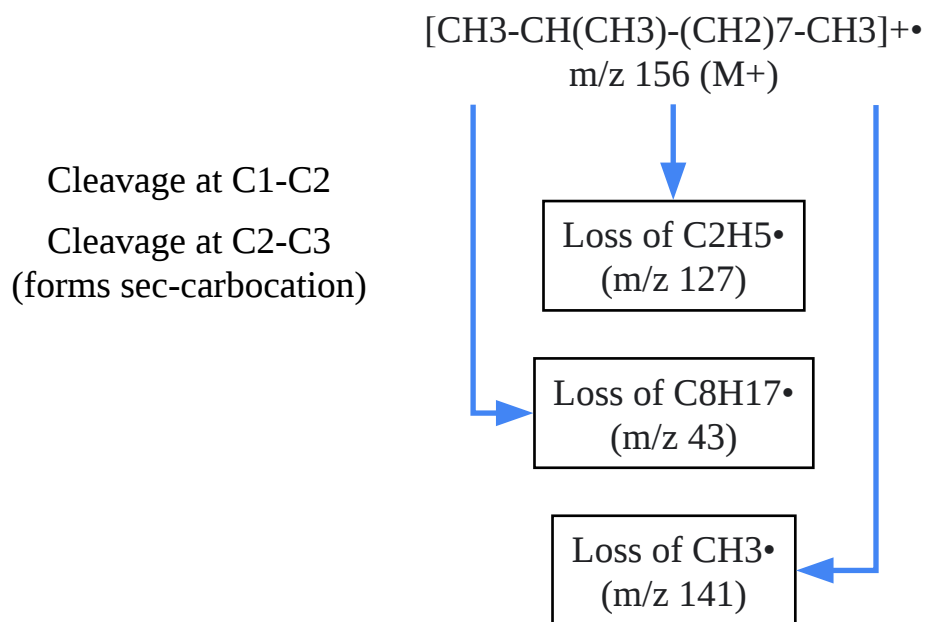 [CH3-CH(CH3)-(CH2)7-CH3]+•
m/z 156 (M+)
Cleavage at C1-C2
Cleavage at C2-C3
(forms sec-carbocation)
Loss of C2H5•
(m/z 127)
Loss of C8H17•
(m/z 43)
Loss of CH3•
(m/z 141)